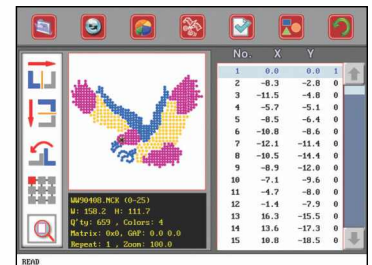 No. X Y
1 0.0 0.0 1
2 -8.3 -2.8 0
3 -11.5 -4.8 0
4 -5.7 -5.1 0
5 -8.5 -6.4 0
6 -10.8 -8.6 0
7 -12.1 -11.4 0
8 -10.5 -14.4 0
9 -8.9 -12.0 0
10 -7.1 -9.6 0
11 -4.7 -8.0 0
12 -1.4 -7.9 0
13 16.3 -15.5 0
14 13.6 -17.3 0
15 10.8 -18.5 0
WW90408.MCK (0-25)
W: 158.2 H: 111.7
Q'ty: 659 , Colors: 4
Matrix: 0x0, GAP: 0.0 0.0
Repeat: 1 , Zoom: 100.0
READ